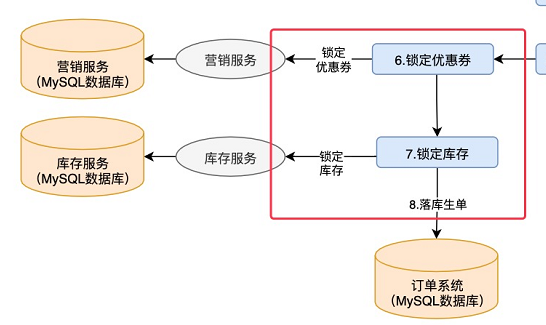 营销服务
（MySQL数据库）
营销服务
锁定
优惠券
6.锁定优惠券
库存服务
（MySQL数据库）
库存服务
锁定
库存
7.锁定库存
8.落库生单
订单系统
（MySQL数据库）